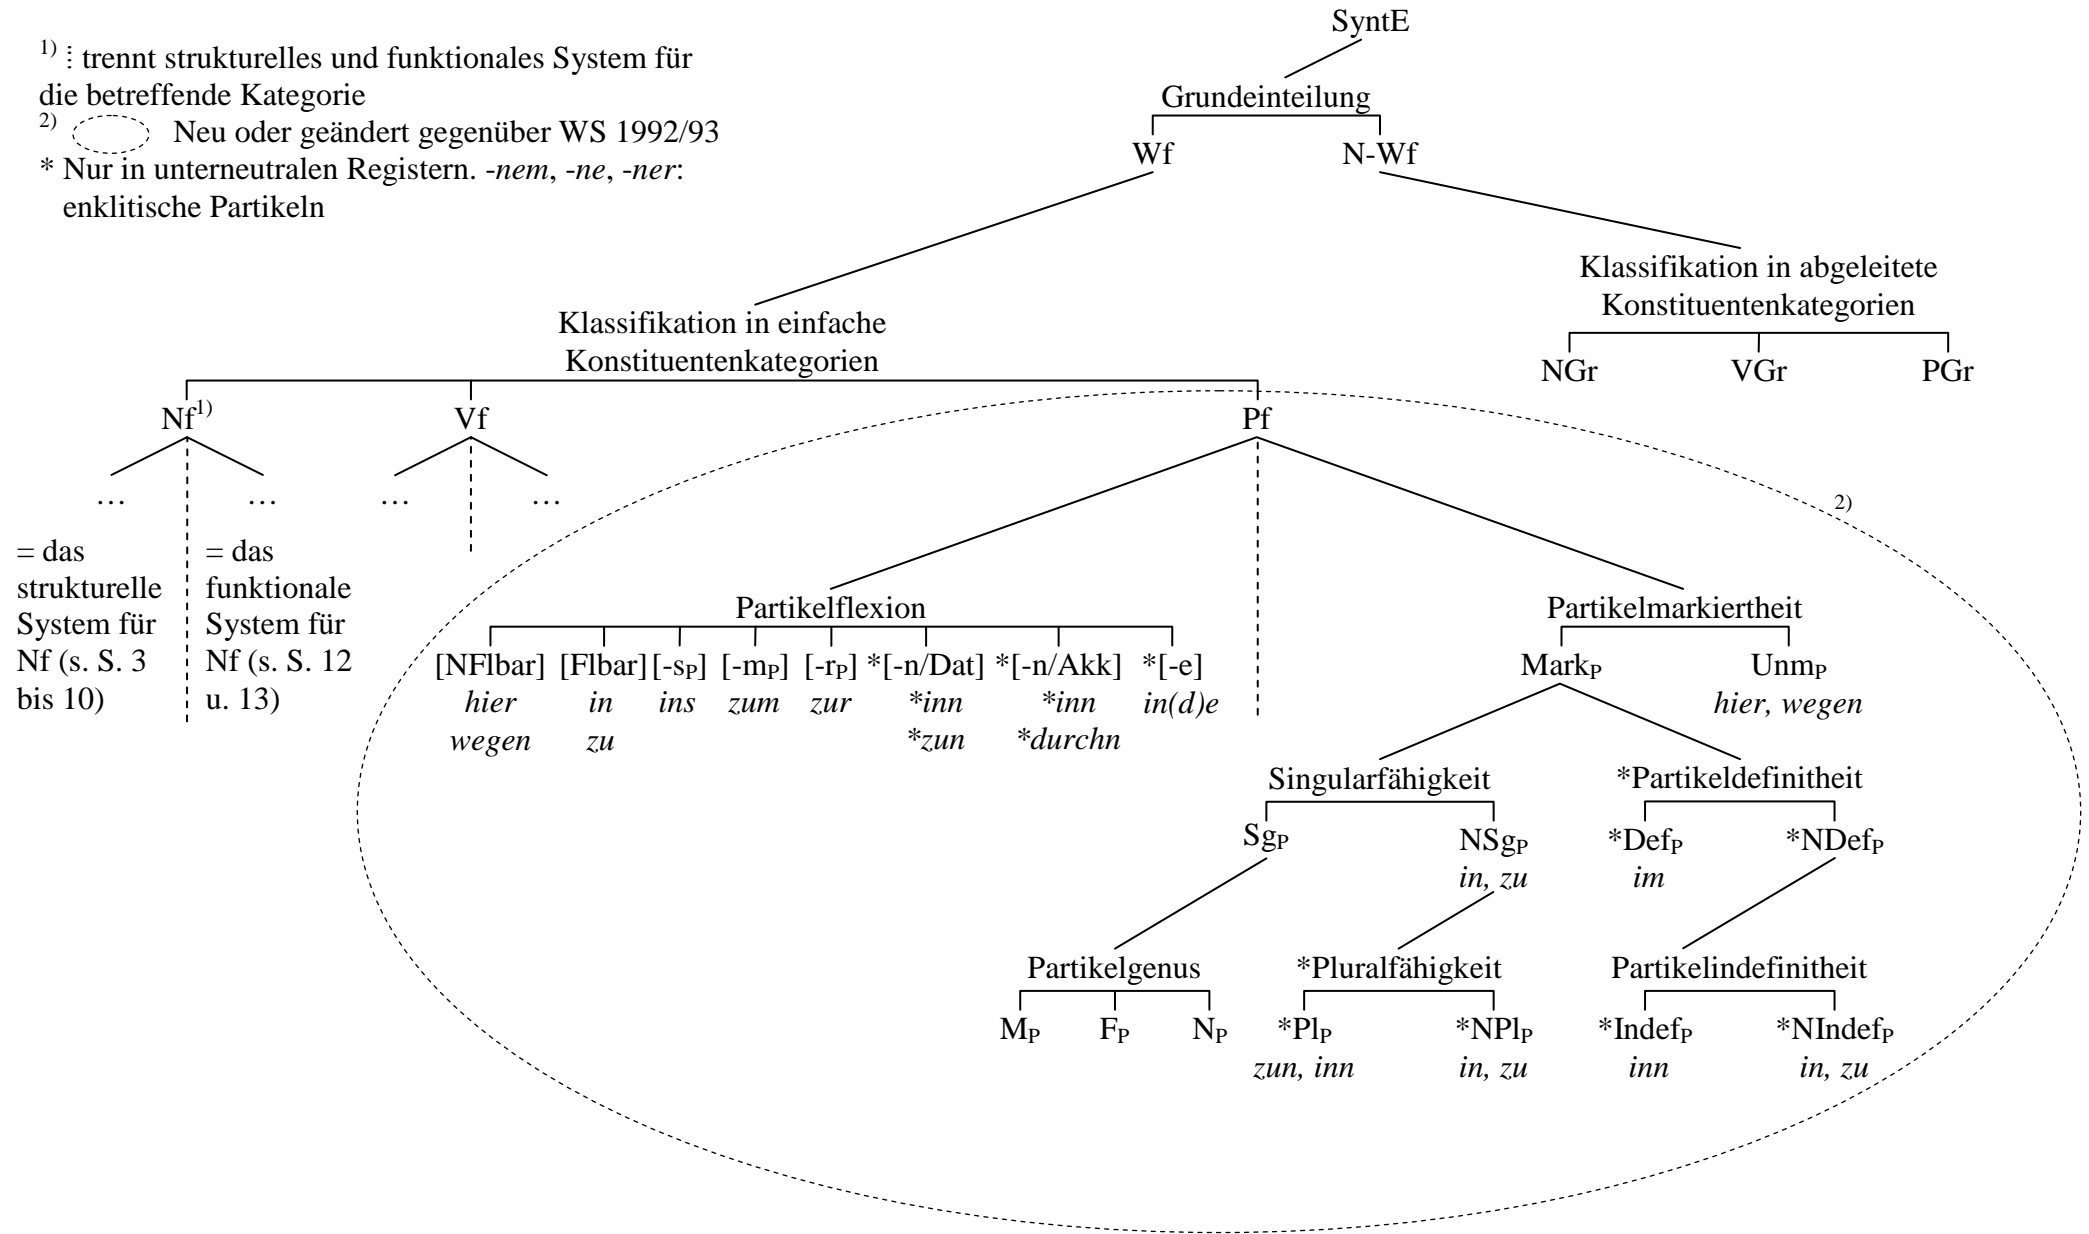 SyntE
1) ⁞ trennt strukturelles und funktionales System für
die betreffende Kategorie
2) Neu oder geändert gegenüber WS 1992/93
* Nur in unterneutralen Registern. -nem, -ne, -ner:
enklitische Partikeln
Grundeinteilung
Wf N-Wf
Klassifikation in abgeleitete
Konstituentenkategorien
NGr VGr PGr
Klassifikation in einfache
Konstituentenkategorien
Nf1) Vf Pf
… … … …
2)
= das
strukturelle
System für
Nf (s. S. 3
bis 10)
= das
funktionale
System für
Nf (s. S. 12
u. 13)
Partikelflexion Partikelmarkiertheit
[NFlbar] [Flbar] [-sP] [-mP] [-rP] *[-n/Dat] *[-n/Akk] *[-e] MarkP UnmP
hier in ins zum zur *inn *inn in(d)e hier, wegen
wegen zu *zun *durchn
Singularfähigkeit *Partikeldefinitheit
SgP NSgP *DefP *NDefP
in, zu im
Partikelgenus *Pluralfähigkeit Partikelindefinitheit
MP FP NP *PlP *NPlP *IndefP *NIndefP
zun, inn in, zu inn in, zu